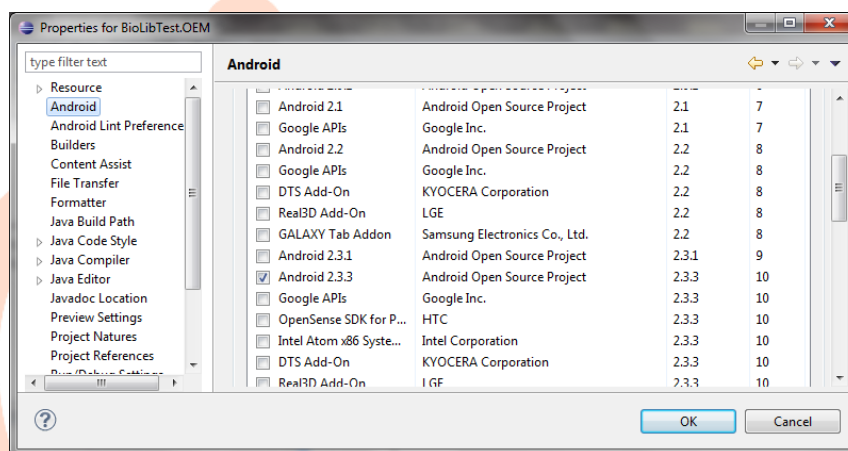 Properties for BioLibTest.OEM
type filter text
Resource
Android
Android Lint Preference
Builders
Content Assist
File Transfer
Formatter
Java Build Path
Java Code Style
Java Compiler
Java Editor
Javadoc Location
Preview Settings
Project Natures
Project References
Run/Debug Settings
Android
Android 2.1 Android Open Source Project 2.1 7
Google APIs Google Inc. 2.1 7
Android 2.2 Android Open Source Project 2.2 8
Google APIs Google Inc. 2.2 8
DTS Add-On KYOCERA Corporation 2.2 8
Real3D Add-On LGE 2.2 8
GALAXY Tab Addon Samsung Electronics Co., Ltd. 2.2 8
Android 2.3.1 Android Open Source Project 2.3.1 9
Android 2.3.3 Android Open Source Project 2.3.3 10
Google APIs Google Inc. 2.3.3 10
OpenSense SDK for P... HTC 2.3.3 10
Intel Atom x86 Syste... Intel Corporation 2.3.3 10
DTS Add-On KYOCERA Corporation 2.3.3 10
Real3D Add-On LGE 2.3.3 10
OK Cancel